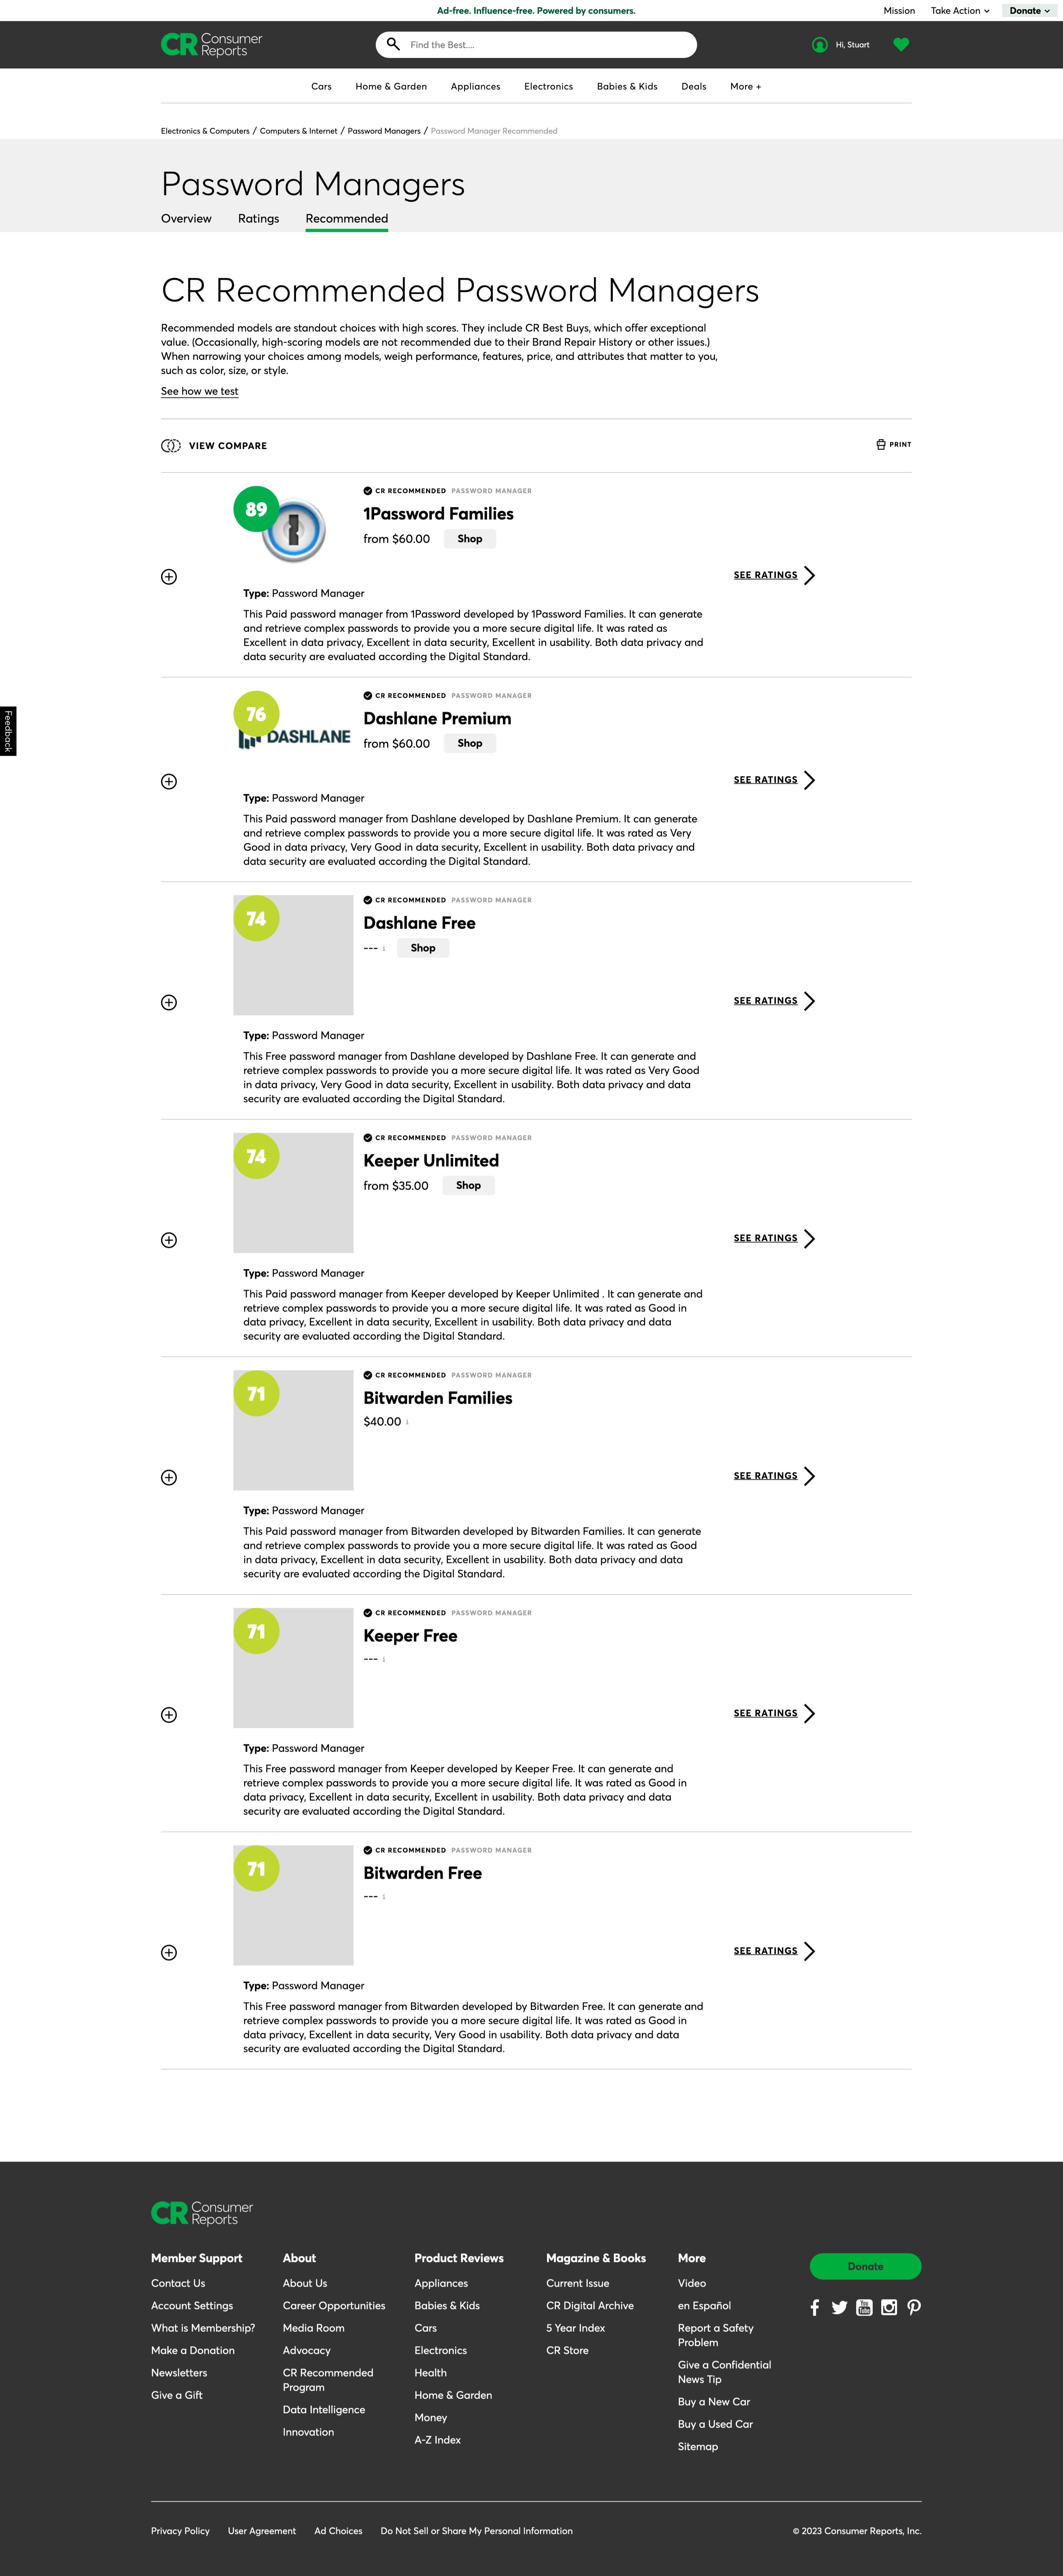 Ad-free. Influence-free. Powered by consumers.
Mission Take Action Donate
CR Consumer Reports
Find the Best....
Hi, Stuart
Cars Home & Garden Appliances Electronics Babies & Kids Deals More +
Electronics & Computers / Computers & Internet / Password Managers / Password Manager Recommended
Password Managers
Overview Ratings Recommended
CR Recommended Password Managers
Recommended models are standout choices with high scores. They include CR Best Buys, which offer exceptional
value. (Occasionally, high-scoring models are not recommended due to their Brand Repair History or other issues.)
When narrowing your choices among models, weigh performance, features, price, and attributes that matter to you,
such as color, size, or style.
See how we test
VIEW COMPARE
PRINT
89
CR RECOMMENDED PASSWORD MANAGER
1Password Families
from $60.00 Shop
SEE RATINGS
Type: Password Manager
This Paid password manager from 1Password developed by 1Password Families. It can generate
and retrieve complex passwords to provide you a more secure digital life. It was rated as
Excellent in data privacy, Excellent in data security, Excellent in usability. Both data privacy and
data security are evaluated according the Digital Standard.
Feedback
76
DASHLANE
CR RECOMMENDED PASSWORD MANAGER
Dashlane Premium
from $60.00 Shop
SEE RATINGS
Type: Password Manager
This Paid password manager from Dashlane developed by Dashlane Premium. It can generate
and retrieve complex passwords to provide you a more secure digital life. It was rated as Very
Good in data privacy, Very Good in data security, Excellent in usability. Both data privacy and
data security are evaluated according the Digital Standard.
74
CR RECOMMENDED PASSWORD MANAGER
Dashlane Free
--- i Shop
SEE RATINGS
Type: Password Manager
This Free password manager from Dashlane developed by Dashlane Free. It can generate and
retrieve complex passwords to provide you a more secure digital life. It was rated as Very Good
in data privacy, Very Good in data security, Excellent in usability. Both data privacy and data
security are evaluated according the Digital Standard.
74
CR RECOMMENDED PASSWORD MANAGER
Keeper Unlimited
from $35.00 Shop
SEE RATINGS
Type: Password Manager
This Paid password manager from Keeper developed by Keeper Unlimited . It can generate and
retrieve complex passwords to provide you a more secure digital life. It was rated as Good in
data privacy, Excellent in data security, Excellent in usability. Both data privacy and data
security are evaluated according the Digital Standard.
71
CR RECOMMENDED PASSWORD MANAGER
Bitwarden Families
$40.00 i
SEE RATINGS
Type: Password Manager
This Paid password manager from Bitwarden developed by Bitwarden Families. It can generate
and retrieve complex passwords to provide you a more secure digital life. It was rated as Good
in data privacy, Excellent in data security, Excellent in usability. Both data privacy and data
security are evaluated according the Digital Standard.
71
CR RECOMMENDED PASSWORD MANAGER
Keeper Free
--- i
SEE RATINGS
Type: Password Manager
This Free password manager from Keeper developed by Keeper Free. It can generate and
retrieve complex passwords to provide you a more secure digital life. It was rated as Good in
data privacy, Excellent in data security, Excellent in usability. Both data privacy and data
security are evaluated according the Digital Standard.
71
CR RECOMMENDED PASSWORD MANAGER
Bitwarden Free
--- i
SEE RATINGS
Type: Password Manager
This Free password manager from Bitwarden developed by Bitwarden Free. It can generate and
retrieve complex passwords to provide you a more secure digital life. It was rated as Good in
data privacy, Excellent in data security, Very Good in usability. Both data privacy and data
security are evaluated according the Digital Standard.
CR Consumer Reports
Member Support
Contact Us
Account Settings
What is Membership?
Make a Donation
Newsletters
Give a Gift
About
About Us
Career Opportunities
Media Room
Advocacy
CR Recommended
Program
Data Intelligence
Innovation
Product Reviews
Appliances
Babies & Kids
Cars
Electronics
Health
Home & Garden
Money
A-Z Index
Magazine & Books
Current Issue
CR Digital Archive
5 Year Index
CR Store
More
Video
en Español
Report a Safety
Problem
Give a Confidential
News Tip
Buy a New Car
Buy a Used Car
Sitemap
Donate
You Tube
Privacy Policy User Agreement Ad Choices Do Not Sell or Share My Personal Information
© 2023 Consumer Reports, Inc.